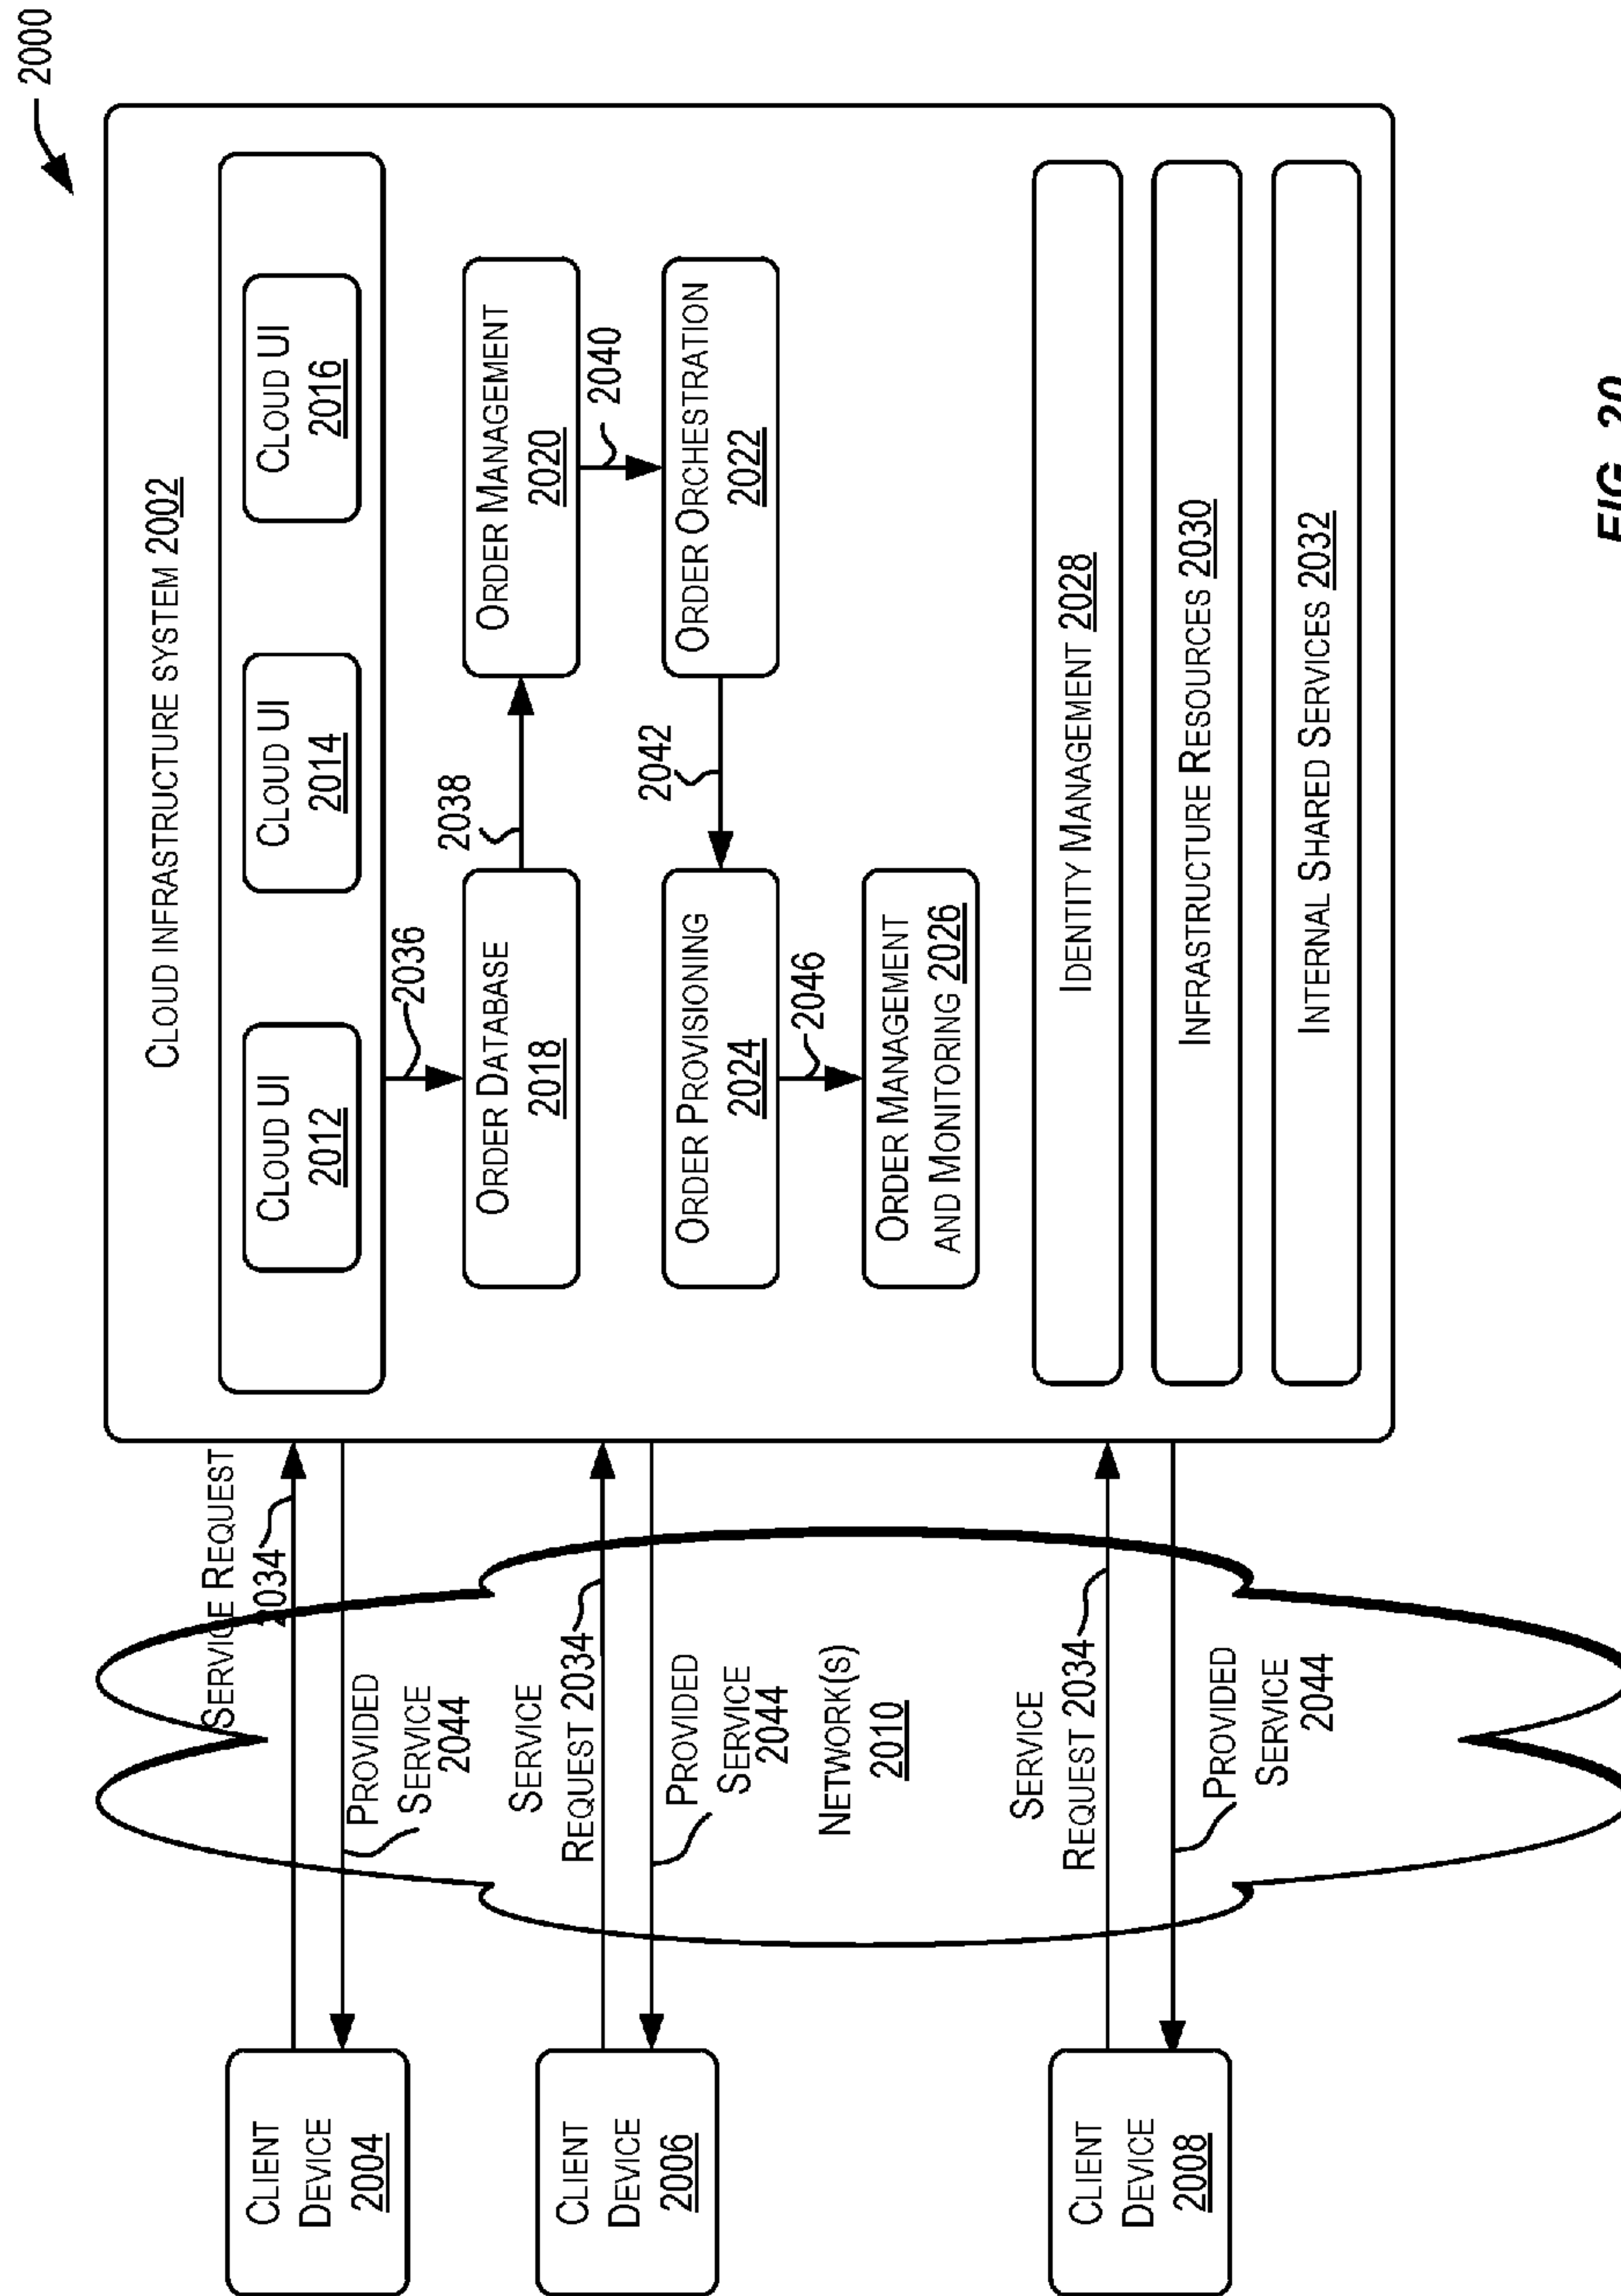 2000
CLOUD INFRASTRUCTURE SYSTEM 2002
CLOUD UI
2012
CLOUD UI
2014
CLOUD UI
2016
2036
ORDER DATABASE
2018
2038
ORDER MANAGEMENT
2020
2040
ORDER PROVISIONING
2024
2042
ORDER ORCHESTRATION
2022
2046
ORDER MANAGEMENT
AND MONITORING 2026
IDENTITY MANAGEMENT 2028
INFRASTRUCTURE RESOURCES 2030
INTERNAL SHARED SERVICES 2032
CLIENT
DEVICE
2004
SERVICE REQUEST
2034
PROVIDED
SERVICE
2044
CLIENT
DEVICE
2006
SERVICE
REQUEST 2034
PROVIDED
SERVICE
2044
NETWORK(S)
2010
CLIENT
DEVICE
2008
SERVICE
REQUEST 2034
PROVIDED
SERVICE
2044
FIG. 20